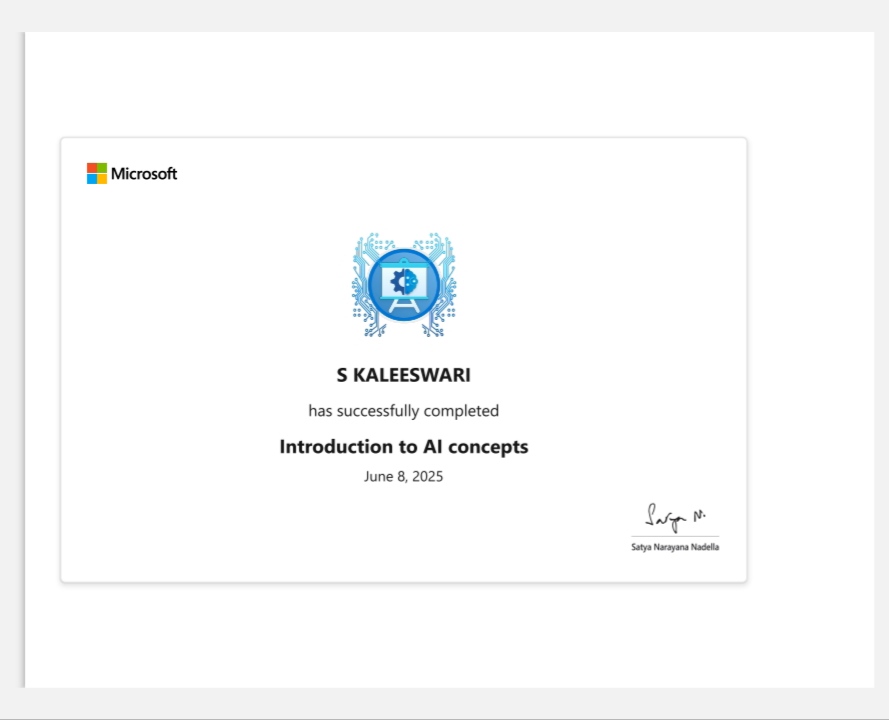 Microsoft
S KALEESWARI
has successfully completed
Introduction to AI concepts
June 8, 2025
Satya N.
Satya Narayana Nadella